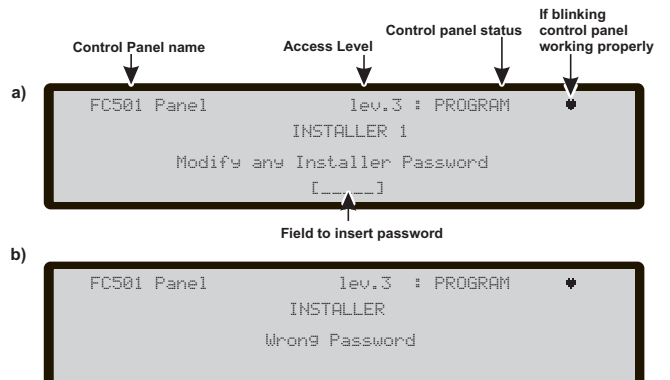 If blinking
control panel
working properly
Control panel status
Control Panel name
Access Level
a)
FC501 Panel lev.3 : PROGRAM ♥
INSTALLER 1
Modify any Installer Password
[_____]
Field to insert password
b)
FC501 Panel lev.3 : PROGRAM ♥
INSTALLER
Wrong Password